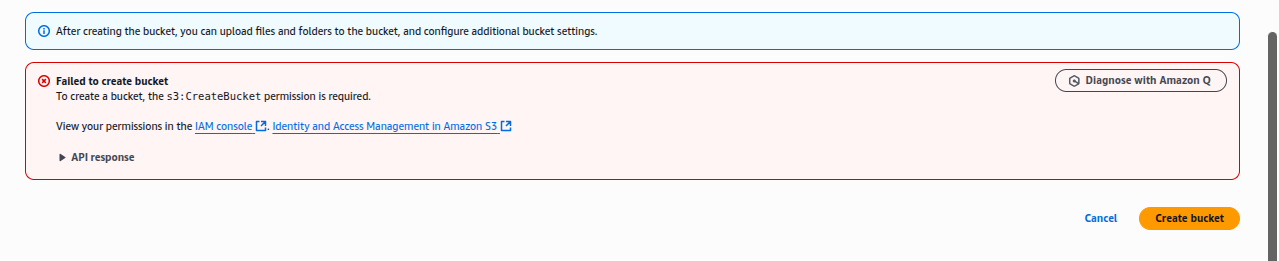 After creating the bucket, you can upload files and folders to the bucket, and configure additional bucket settings.
Failed to create bucket
Diagnose with Amazon Q
To create a bucket, the s3:CreateBucket permission is required.
View your permissions in the IAM console. Identity and Access Management in Amazon S3
API response
Cancel
Create bucket